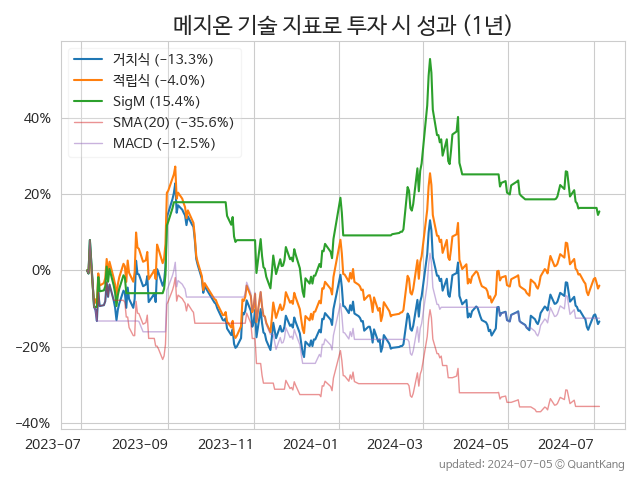 메지온 기술 지표로 투자 시 성과 (1년)
거치식 (−13.3%)
적립식 (−4.0%)
SigM (15.4%)
SMA(20) (−35.6%)
MACD (−12.5%)
40%
20%
0%
−20%
−40%
2023-07 2023-09 2023-11 2024-01 2024-03 2024-05 2024-07
updated: 2024-07-05 © QuantKang